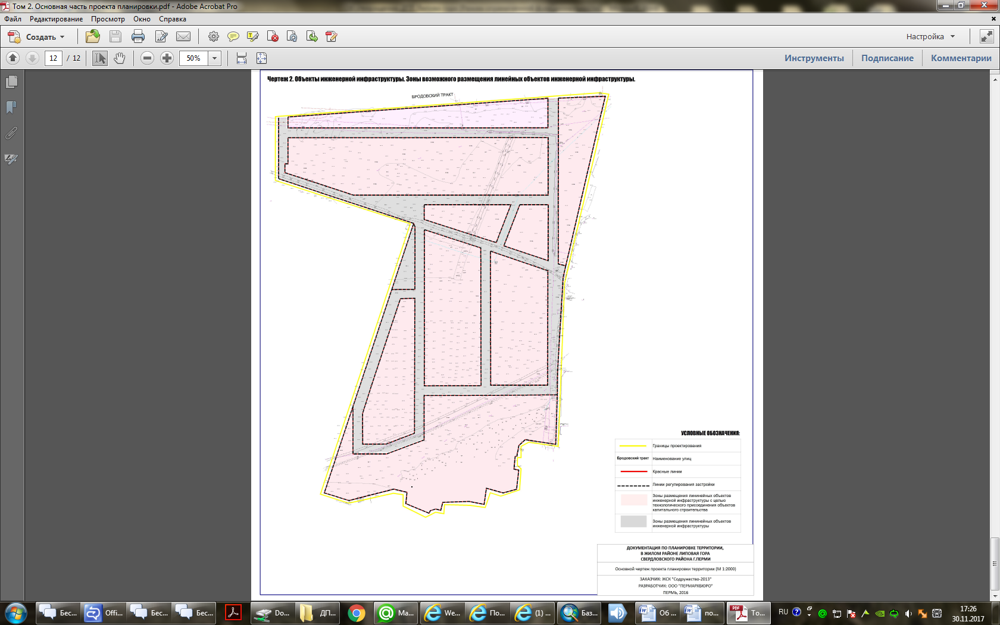 Том 2. Основная часть проекта планировки.pdf - Adobe Acrobat Pro
Файл Редактирование Просмотр Окно Справка
Создать
Настройка
12 / 12
50%
Инструменты Подписание Комментарии
Чертеж 2. Объекты инженерной инфраструктуры. Зоны возможного размещения линейных объектов инженерной инфраструктуры.
БРОДОВСКИЙ ТРАКТ
УСЛОВНЫЕ ОБОЗНАЧЕНИЯ:
Границы проектирования
Бродовский тракт Наименование улиц
Красные линии
Линии регулирования застройки
Зоны размещения линиейных объектов
инженерной инфраструктуры с целью
технологического присоединения объектов
капитального строительства
Зоны размещения линиейных объектов
инженерной инфраструктуры
ДОКУМЕНТАЦИЯ ПО ПЛАНИРОВКЕ ТЕРРИТОРИИ,
В ЖИЛОМ РАЙОНЕ ЛИПОВАЯ ГОРА
СВЕРДЛОВСКОГО РАЙОНА Г.ПЕРМИ
Основной чертеж проекта планировки территории (М 1:2000)
ЗАКАЗЧИК: ЖСК "Содружество-2013"
РАЗРАБОТЧИК: ООО "ПЕРМАРХБЮРО"
ПЕРМЬ, 2016
Бес... Offi... Бес... Бес... Do... ДП... Ma... We... По... (1) ... Баз... Об ... по... То... RU 17:26
30.11.2017